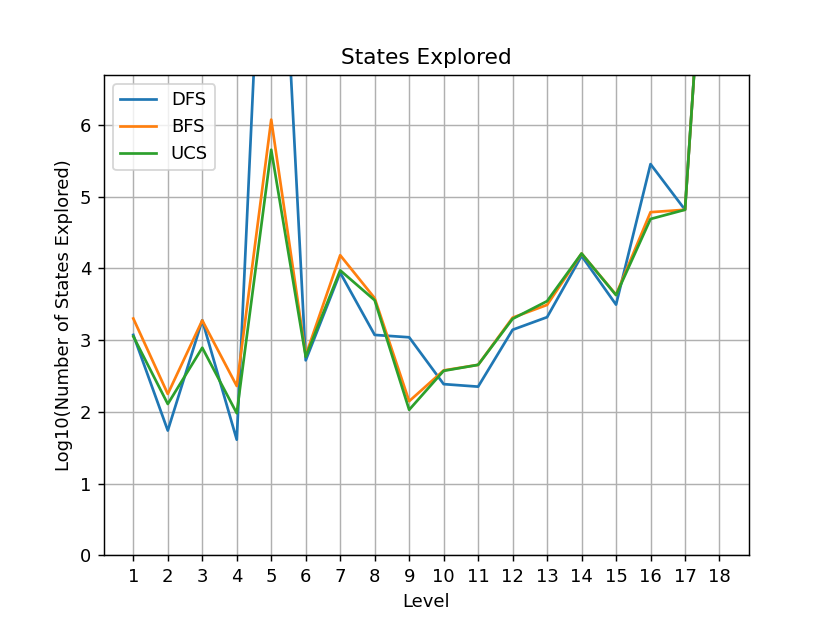 States Explored
DFS
BFS
UCS
Log10(Number of States Explored)
6
5
4
3
2
1
0
1 2 3 4 5 6 7 8 9 10 11 12 13 14 15 16 17 18
Level